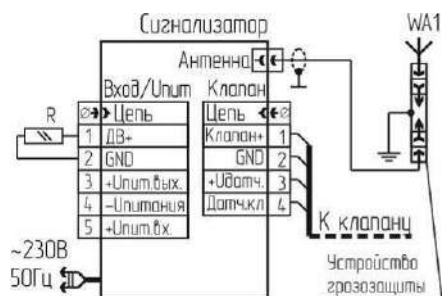 Сигнализатор
WA1
Антенна
Вход/Uпит
Клапан
R
Цепь
Цепь
1 ДВ+
Клапан+ 1
2 GND
GND 2
3 +Uпит.вых.
+Uдатч. 3
4 -Uпитания
Датч.кл 4
5 +Uпит.вх.
К клапану
~230В
50Гц
Устройство
грозозащиты